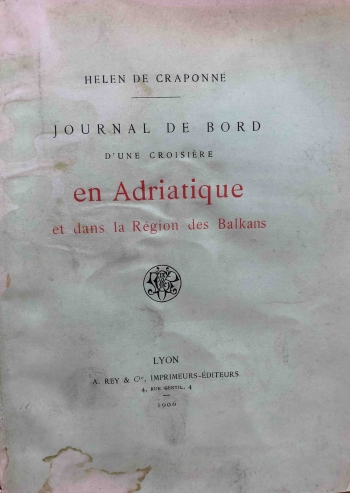 HELEN DE CRAPONNE
JOURNAL DE BORD
D'UNE CROISIÈRE
en Adriatique
et dans la Région des Balkans
LYON
A. REY & Cie, IMPRIMEURS-ÉDITEURS
4, RUE GENTIL, 4
1906